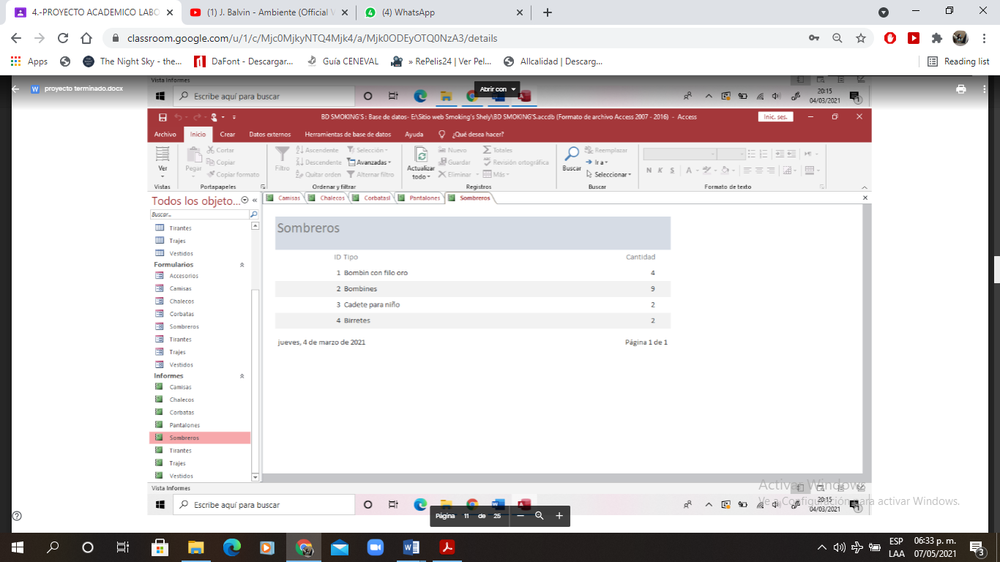 4.-PROYECTO ACADEMICO LABO
(1) J. Balvin - Ambiente (Official V
(4) WhatsApp
classroom.google.com/u/1/c/Mjc0MjkyNTQ4Mjk4/a/Mjk0ODEyOTQ0NzA3/details
Apps
The Night Sky - the...
DaFont - Descargar...
Guía CENEVAL
» RePelis24 | Ver Pel...
Allcalidad | Descarg...
Reading list
Vista Informes
proyecto terminado.docx
Abrir con
Escribe aquí para buscar
20:15
04/03/2021
BD SMOKING'S : Base de datos- E:\Sitio web Smoking's Shely\BD SMOKING'S.accdb (Formato de archivo Access 2007 - 2016) - Access
Inic. ses.
Archivo Inicio Crear Datos externos Herramientas de base de datos Ayuda ¿Qué desea hacer?
Ver
Pegar
Cortar
Copiar
Copiar formato
Filtro
Ascendente
Descendente
Quitar orden
Selección
Avanzadas
Alternar filtro
Actualizar
todo
Nuevo
Guardar
Eliminar
Totales
Revisión ortográfica
Más
Buscar
Reemplazar
Ir a
Seleccionar
N K S
A
Vistas Portapapeles Ordenar y filtrar Registros Buscar Formato de texto
Todos los objeto...
Buscar...
Tirantes
Trajes
Vestidos
Formularios
Accesorios
Camisas
Chalecos
Corbatas
Sombreros
Tirantes
Trajes
Vestidos
Informes
Camisas
Chalecos
Corbatas
Pantalones
Sombreros
Tirantes
Trajes
Vestidos
Camisas Chalecos Corbatasl Pantalones Sombreros
Sombreros
ID Tipo Cantidad
1 Bombin con filo oro 4
2 Bombines 9
3 Cadete para niño 2
4 Birretes 2
jueves, 4 de marzo de 2021 Página 1 de 1
Vista Informes
Activar Windows
Ve a Configuración para activar Windows.
Escribe aquí para buscar
20:15
04/03/2021
Página 11 de 25
ESP
LAA
06:33 p. m.
07/05/2021
3